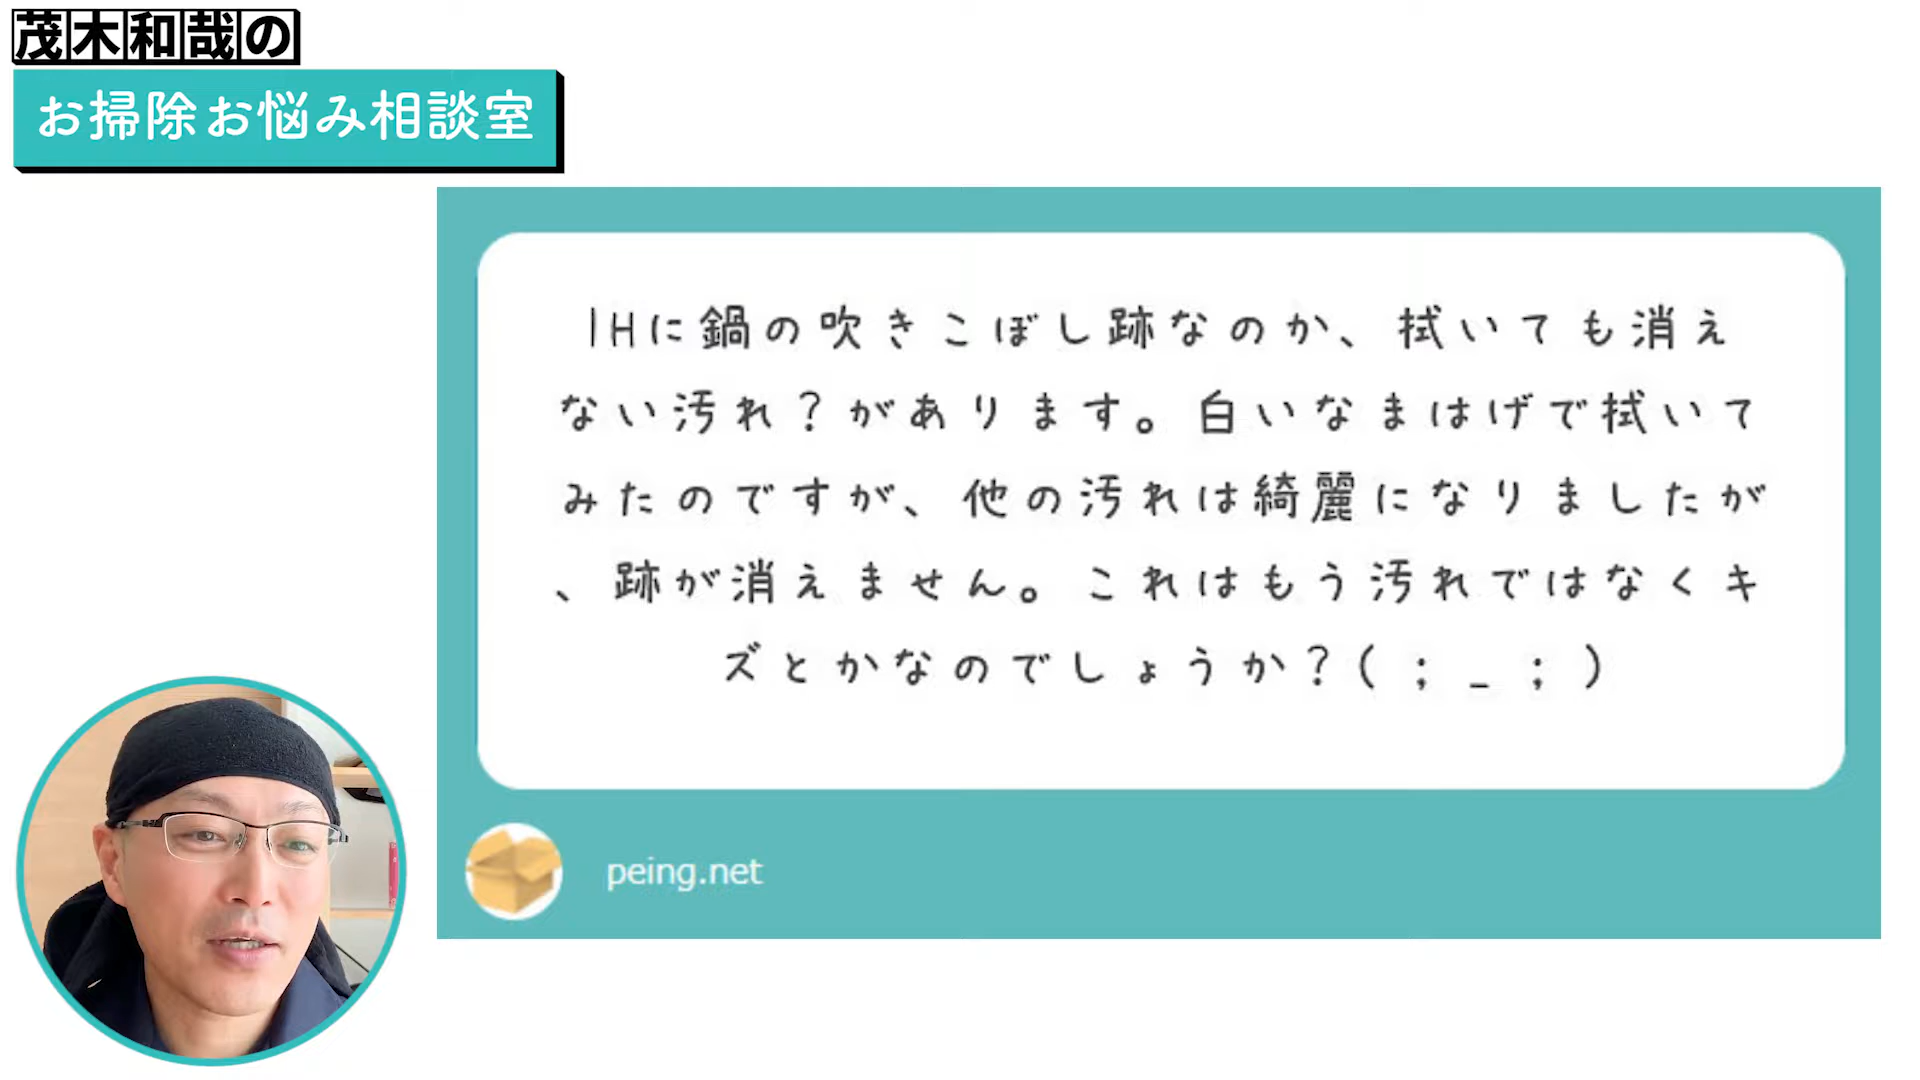 茂木和哉の
お掃除お悩み相談室
IHに鍋の吹きこぼし跡なのか、拭いても消え
ない汚れ？があります。白いなまはげで拭いて
みたのですが、他の汚れは綺麗になりましたが
、跡が消えません。これはもう汚れではなくキ
ズとかなのでしょうか？(；_；)
peing.net